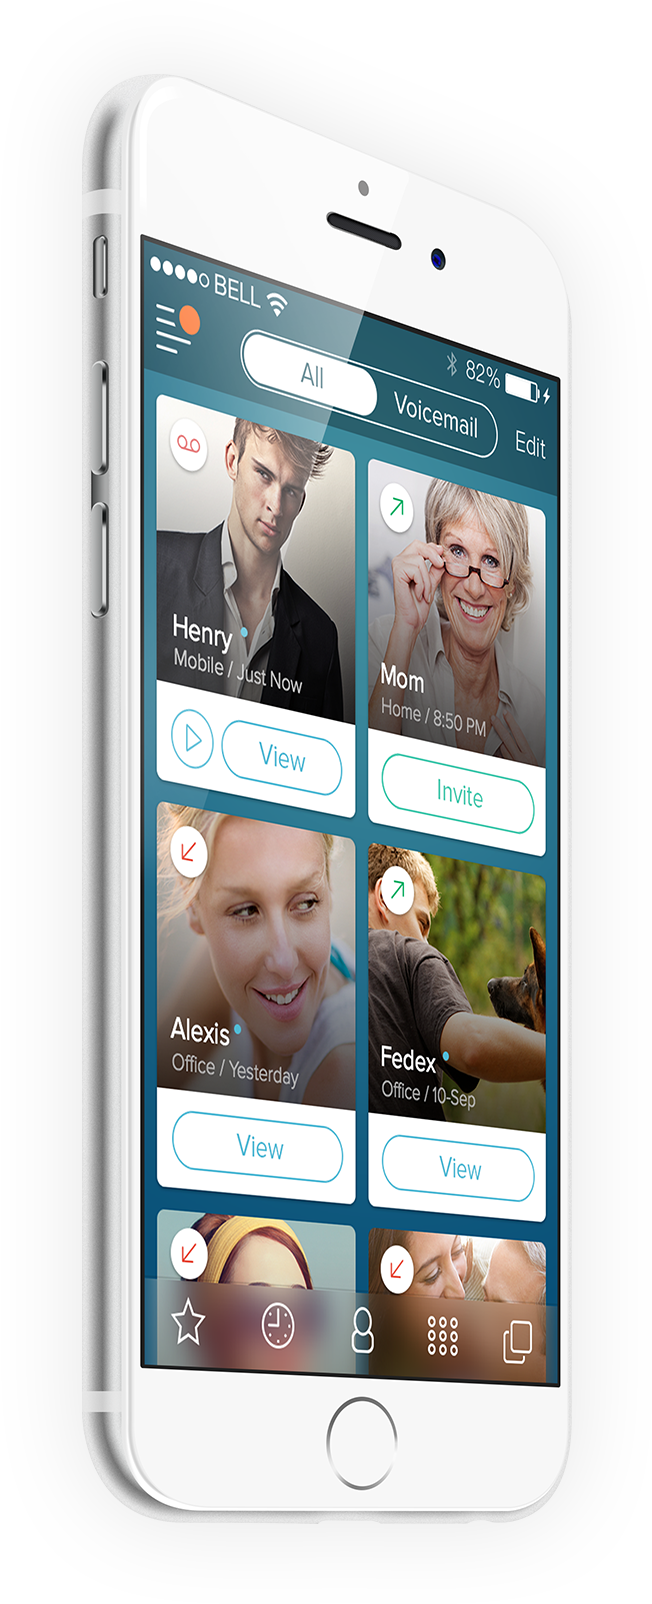 BELL
82%
All
Voicemail
Edit
Henry
Mobile / Just Now
View
Mom
Home / 8:50 PM
Invite
Alexis
Office / Yesterday
View
Fedex
Office / 10-Sep
View